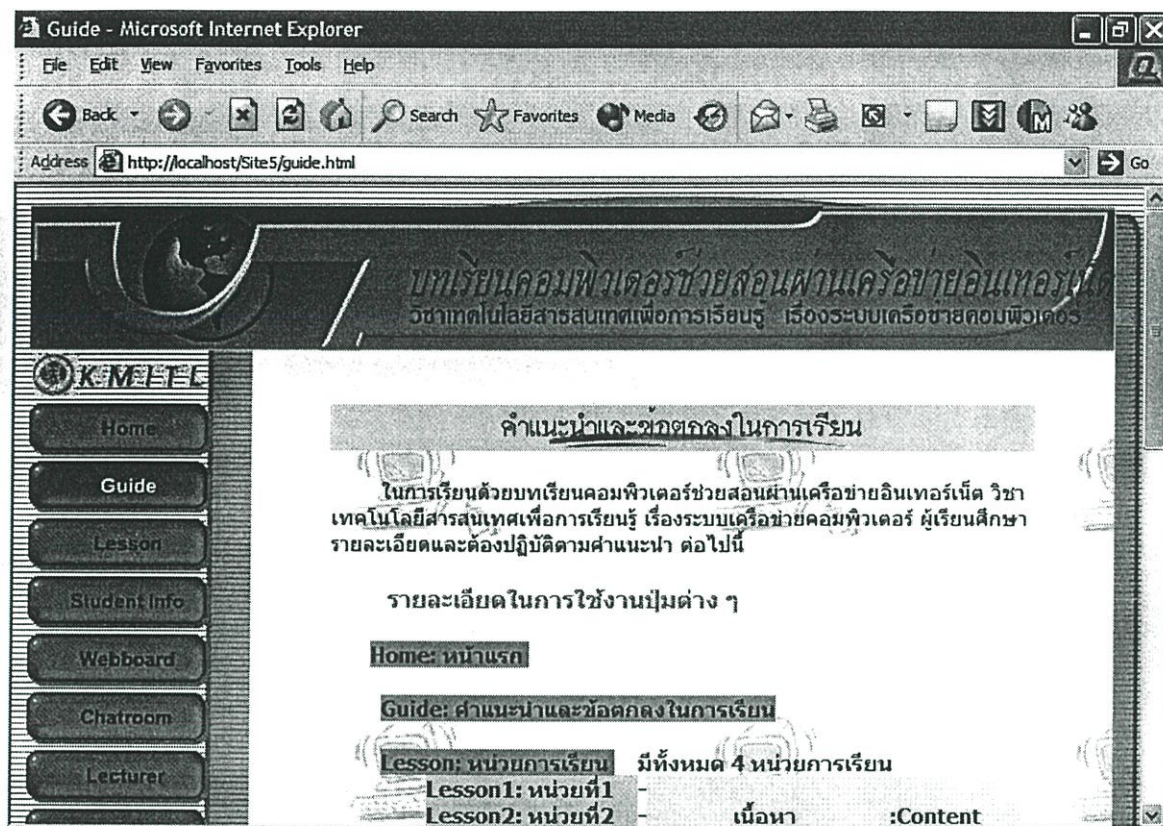 Guide - Microsoft Internet Explorer
File Edit View Favorites Tools Help
Back Search Favorites Media
Address http://localhost/Site5/guide.html Go
บทเรียนคอมพิวเตอร์ช่วยสอนผ่านเครือข่ายอินเทอร์เน็ต
วิชาเทคโนโลยีสารสนเทศเพื่อการเรียนรู้ เรื่องระบบเครือข่ายคอมพิวเตอร์
KMITL
Home
Guide
Lesson
Student Info
Webboard
Chatroom
Lecturer
คำแนะนำและข้อตกลงในการเรียน
ในการเรียนด้วยบทเรียนคอมพิวเตอร์ช่วยสอนผ่านเครือข่ายอินเทอร์เน็ต วิชา
เทคโนโลยีสารสนเทศเพื่อการเรียนรู้ เรื่องระบบเครือข่ายคอมพิวเตอร์ ผู้เรียนศึกษา
รายละเอียดและต้องปฏิบัติตามคำแนะนำ ต่อไปนี้
รายละเอียดในการใช้งานปุ่มต่าง ๆ
Home: หน้าแรก
Guide: คำแนะนำและข้อตกลงในการเรียน
Lesson: หน่วยการเรียน มีทั้งหมด 4 หน่วยการเรียน
Lesson1: หน่วยที่1 -
Lesson2: หน่วยที่2 - เนื้อหา :Content